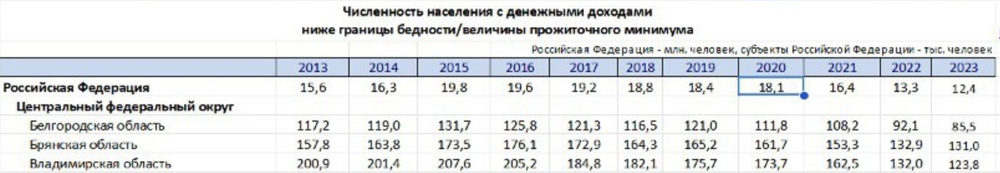 Численность населения с денежными доходами
ниже границы бедности/величины прожиточного минимума
Российская Федерация - млн. человек, субъекты Российской Федерации - тыс. человек
2013 2014 2015 2016 2017 2018 2019 2020 2021 2022 2023
Российская Федерация 15,6 16,3 19,8 19,6 19,2 18,8 18,4 18,1 16,4 13,3 12,4
Центральный федеральный округ
Белгородская область 117,2 119,0 131,7 125,8 121,3 116,5 121,0 111,8 108,2 92,1 85,5
Брянская область 157,8 163,8 173,5 176,1 172,9 164,3 165,2 161,7 153,3 132,9 131,0
Владимирская область 200,9 201,4 207,6 205,2 184,8 182,1 175,7 173,7 162,5 132,0 123,8